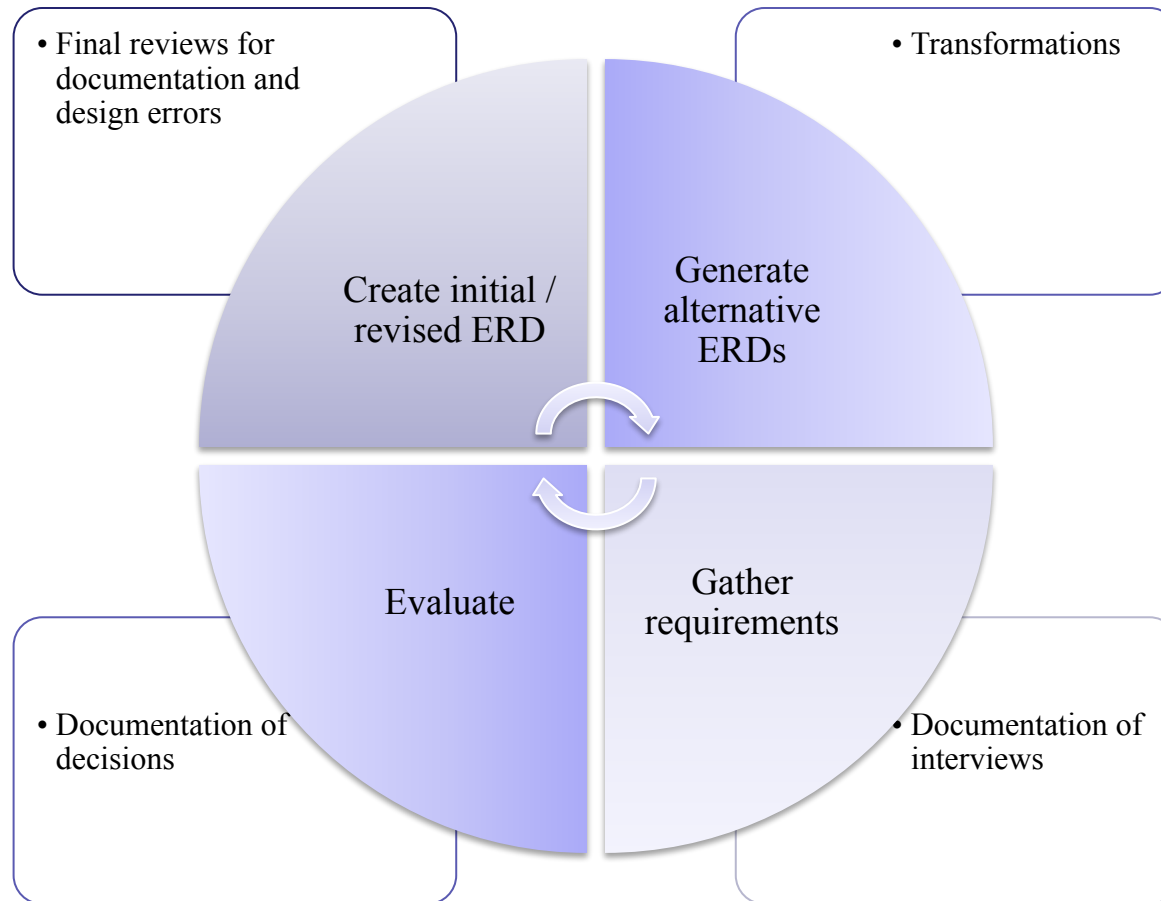 • Final reviews for
documentation and
design errors
• Transformations
Create initial /
revised ERD
Generate
alternative
ERDs
Evaluate
Gather
requirements
• Documentation of
decisions
• Documentation of
interviews